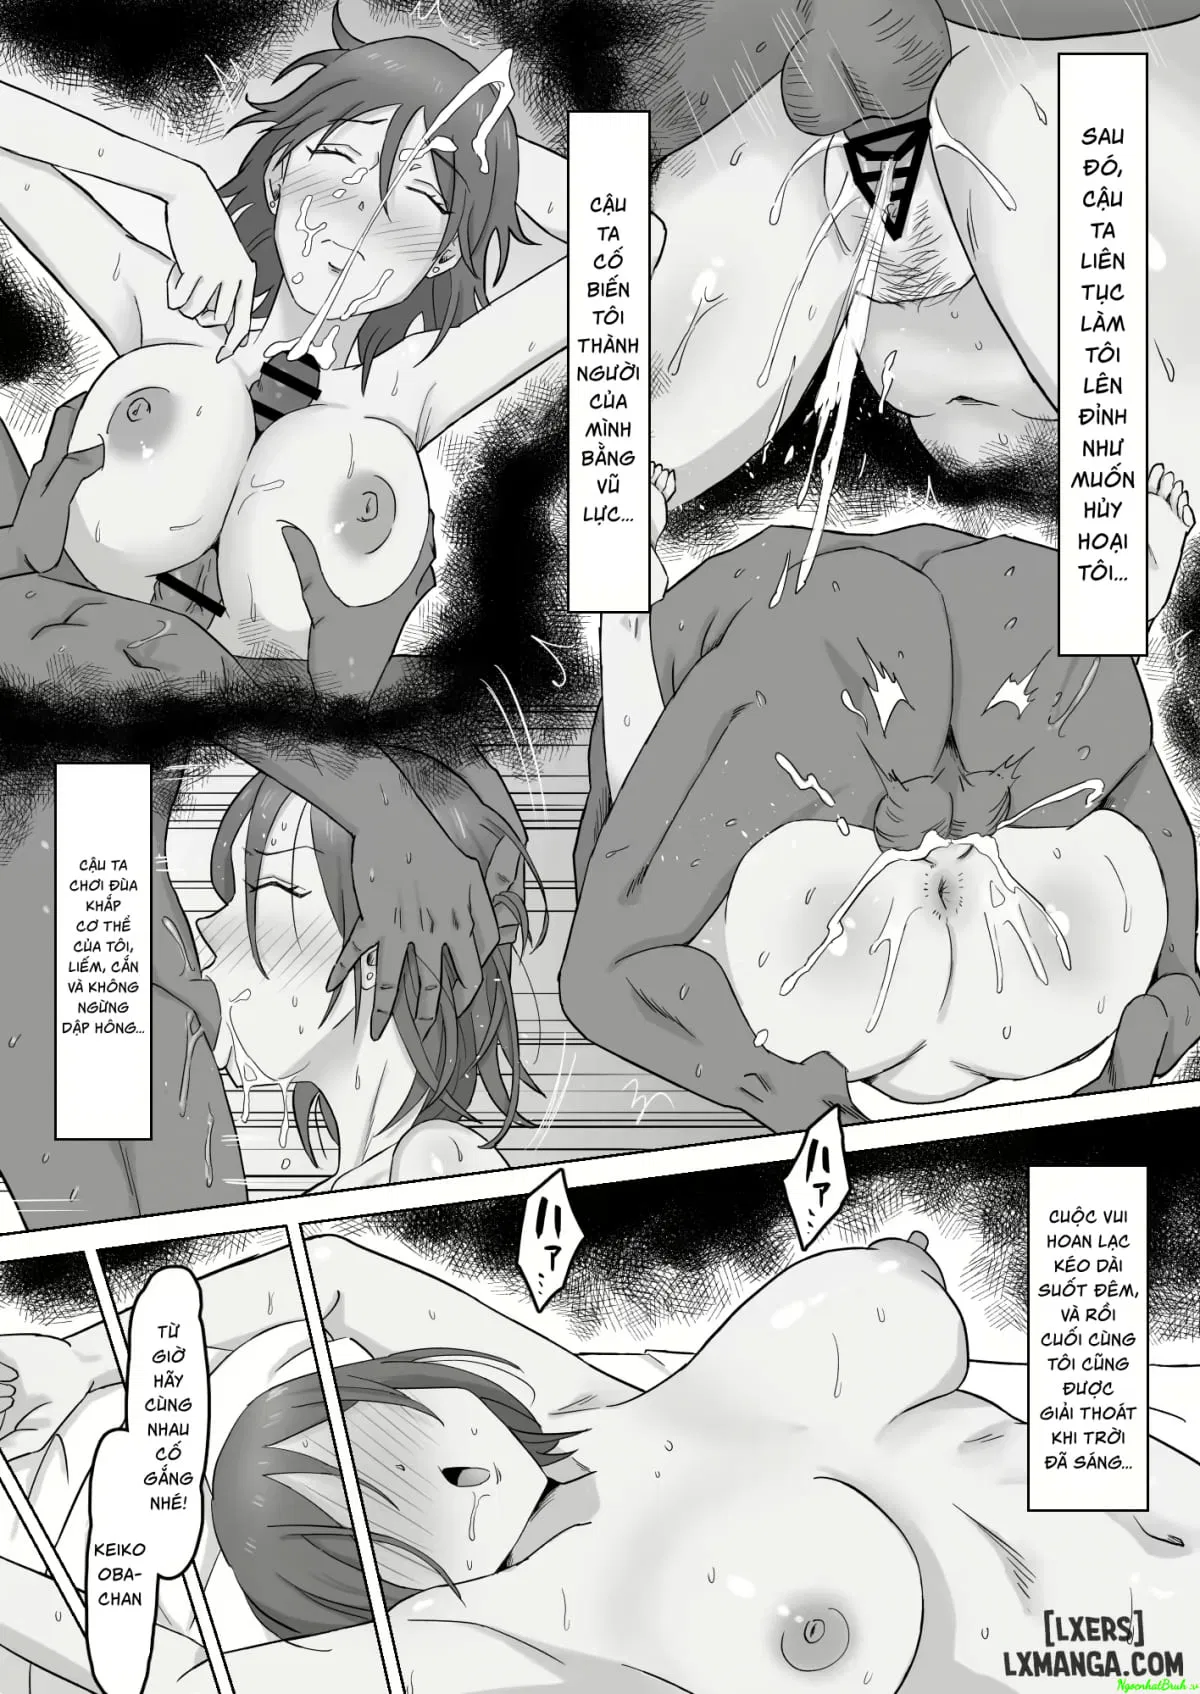 SAU
ĐÓ,
CẬU
TA
LIÊN
TỤC
LÀM
TÔI
LÊN
ĐỈNH
NHƯ
MUỐN
HỦY
HOẠI
TÔI...
CẬU
TA
CỐ
BIẾN
TÔI
THÀNH
NGƯỜI
CỦA
MÌNH
BẰNG
VŨ
LỰC...
CẬU TA
CHƠI ĐÙA
KHẮP
CƠ THỂ
CỦA TÔI,
LIẾM, CẮN
VÀ KHÔNG
NGỪNG
DẬP HÔNG...
CUỘC VUI
HOAN LẠC
KÉO DÀI
SUỐT ĐÊM,
VÀ RỒI
CUỐI CÙNG
TÔI CŨNG
ĐƯỢC
GIẢI THOÁT
KHI TRỜI
ĐÃ SÁNG...
ハァ…
ハァ…
TỪ
GIỜ
HÃY
CÙNG
NHAU
CỐ
GẮNG
NHÉ!
KEIKO
OBA-
CHAN
[LXERS]
LXMANGA.COM
NgoenhatBruh :v